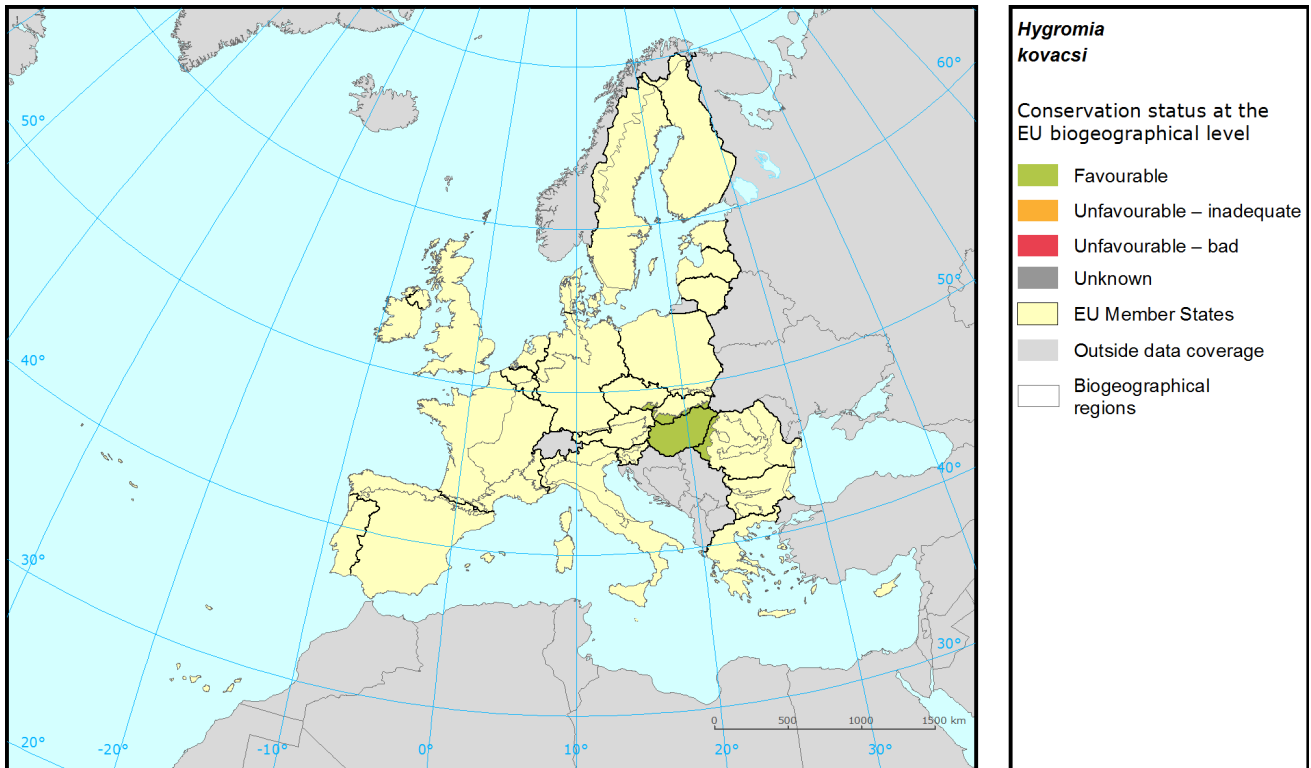 60°
50°
50°
40°
40°
30°
30°
20°
-20°
-10°
0°
10°
20°
30°
0 500 1000 1500 km
Hygromia
kovacsi
Conservation status at the
EU biogeographical level
Favourable
Unfavourable – inadequate
Unfavourable – bad
Unknown
EU Member States
Outside data coverage
Biogeographical
regions